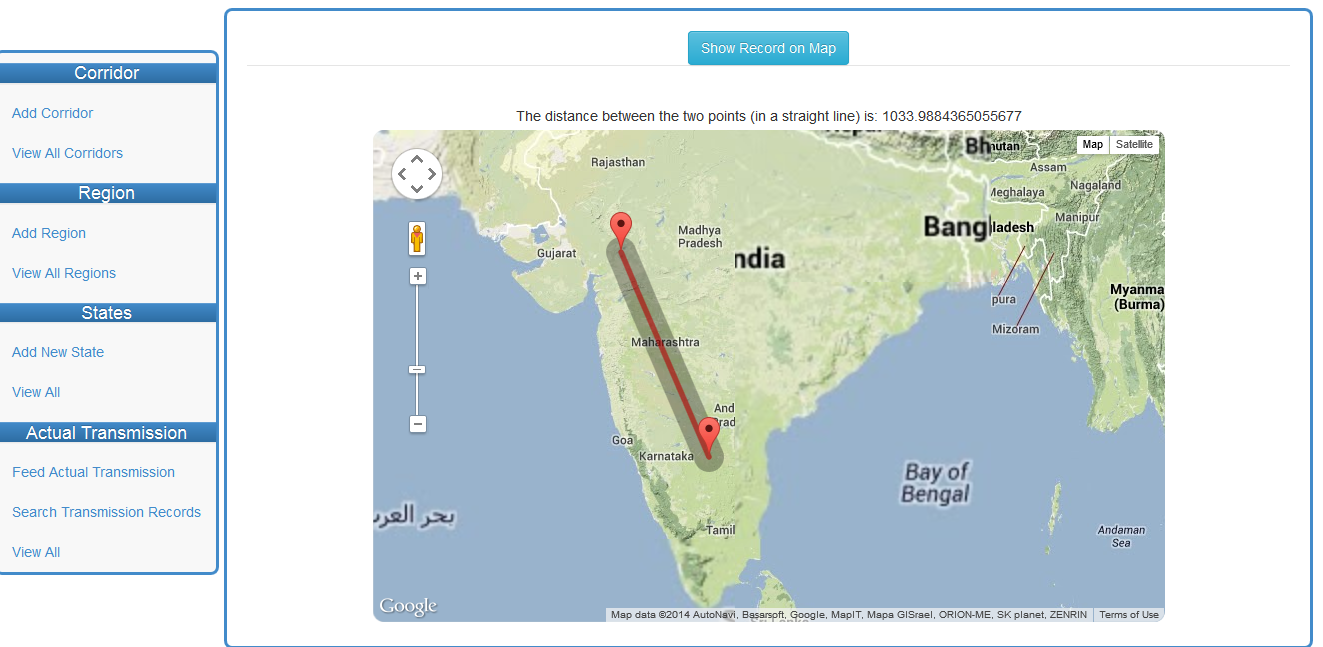 Show Record on Map
Corridor
Add Corridor
View All Corridors
Region
Add Region
View All Regions
States
Add New State
View All
Actual Transmission
Feed Actual Transmission
Search Transmission Records
View All
The distance between the two points (in a straight line) is: 1033.9884365055677
Map Satellite
Bhutan
Rajasthan
Assam
Meghalaya
Nagaland
Manipur
Madhya
Pradesh
Bangladesh
Gujarat
ndia
Myanma
(Burma)
pura
Mizoram
Maharashtra
And
rad
Goa
Karnataka
Bay of
Bengal
بحر العرب
Tamil
Andaman
Sea
Google
Map data ©2014 AutoNavi, Basarsoft, Google, MapIT, Mapa GISrael, ORION-ME, SK planet, ZENRIN
Terms of Use